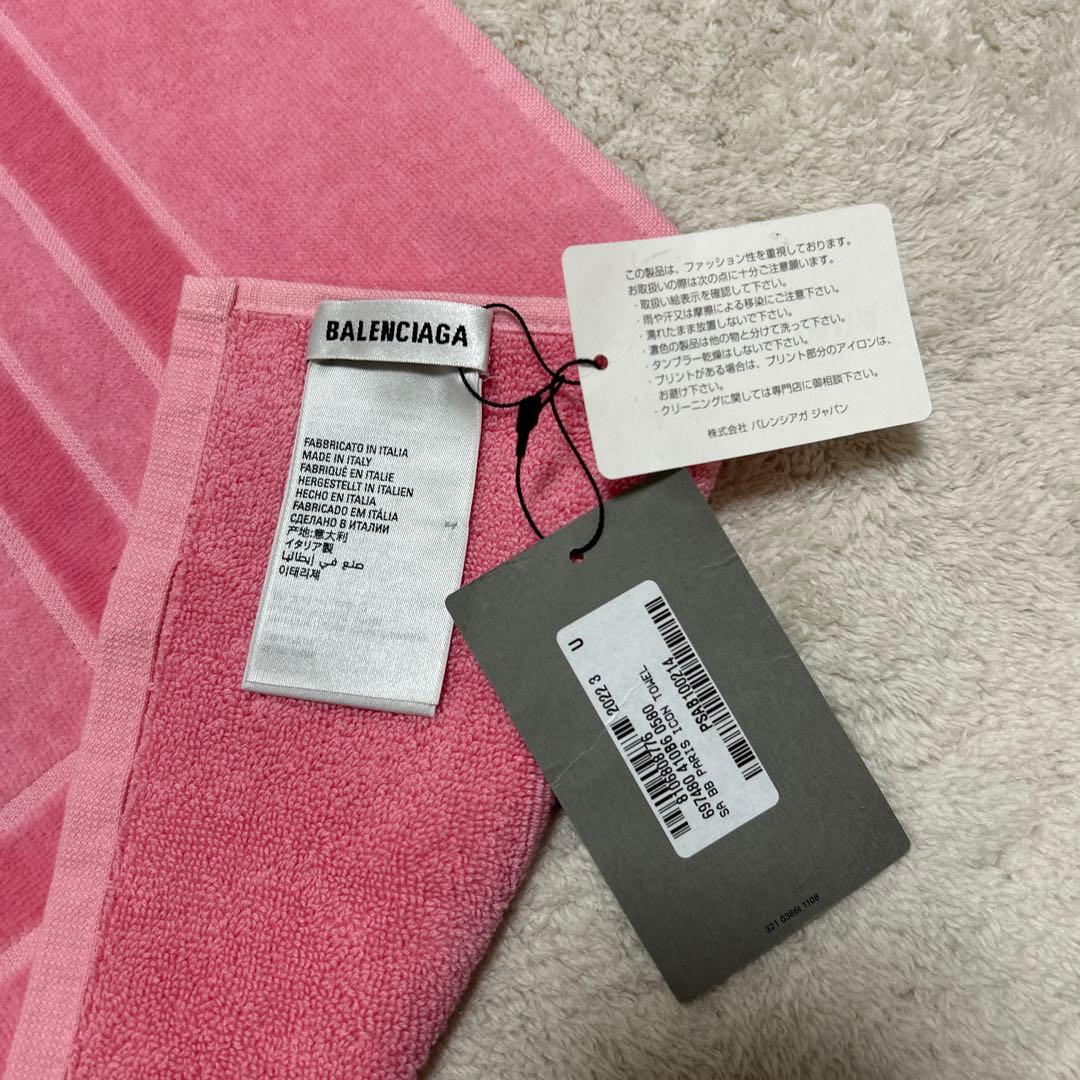 BALENCIAGA
FABBRICATO IN ITALIA
MADE IN ITALY
FABRIQUÉ EN ITALIE
HERGESTELLT IN ITALIEN
HECHO EN ITALIA
FABRICADO EM ITÁLIA
СДЕЛАНО В ИТАЛИИ
产地:意大利
イタリア製
صنع في إيطاليا
이태리제
この製品は、ファッション性を重視しております。
お取扱いの際は次の点に十分ご注意願います。
・取扱い絵表示を確認して下さい。
・雨や汗又は摩擦による移染にご注意下さい。
・濡れたまま放置しないで下さい。
・濃色の製品は他の物と分けて洗って下さい。
・タンブラー乾燥はしないで下さい。
・プリントがある場合は、プリント部分のアイロンは、
お避け下さい。
・クリーニングに関しては専門店に御相談下さい。
株式会社 バレンシアガ ジャパン
U
2022 3
PSAB100214
8106808776
697480 410B6 0580
SA BB PARIS ICON TOWEL
321 0386I 1108